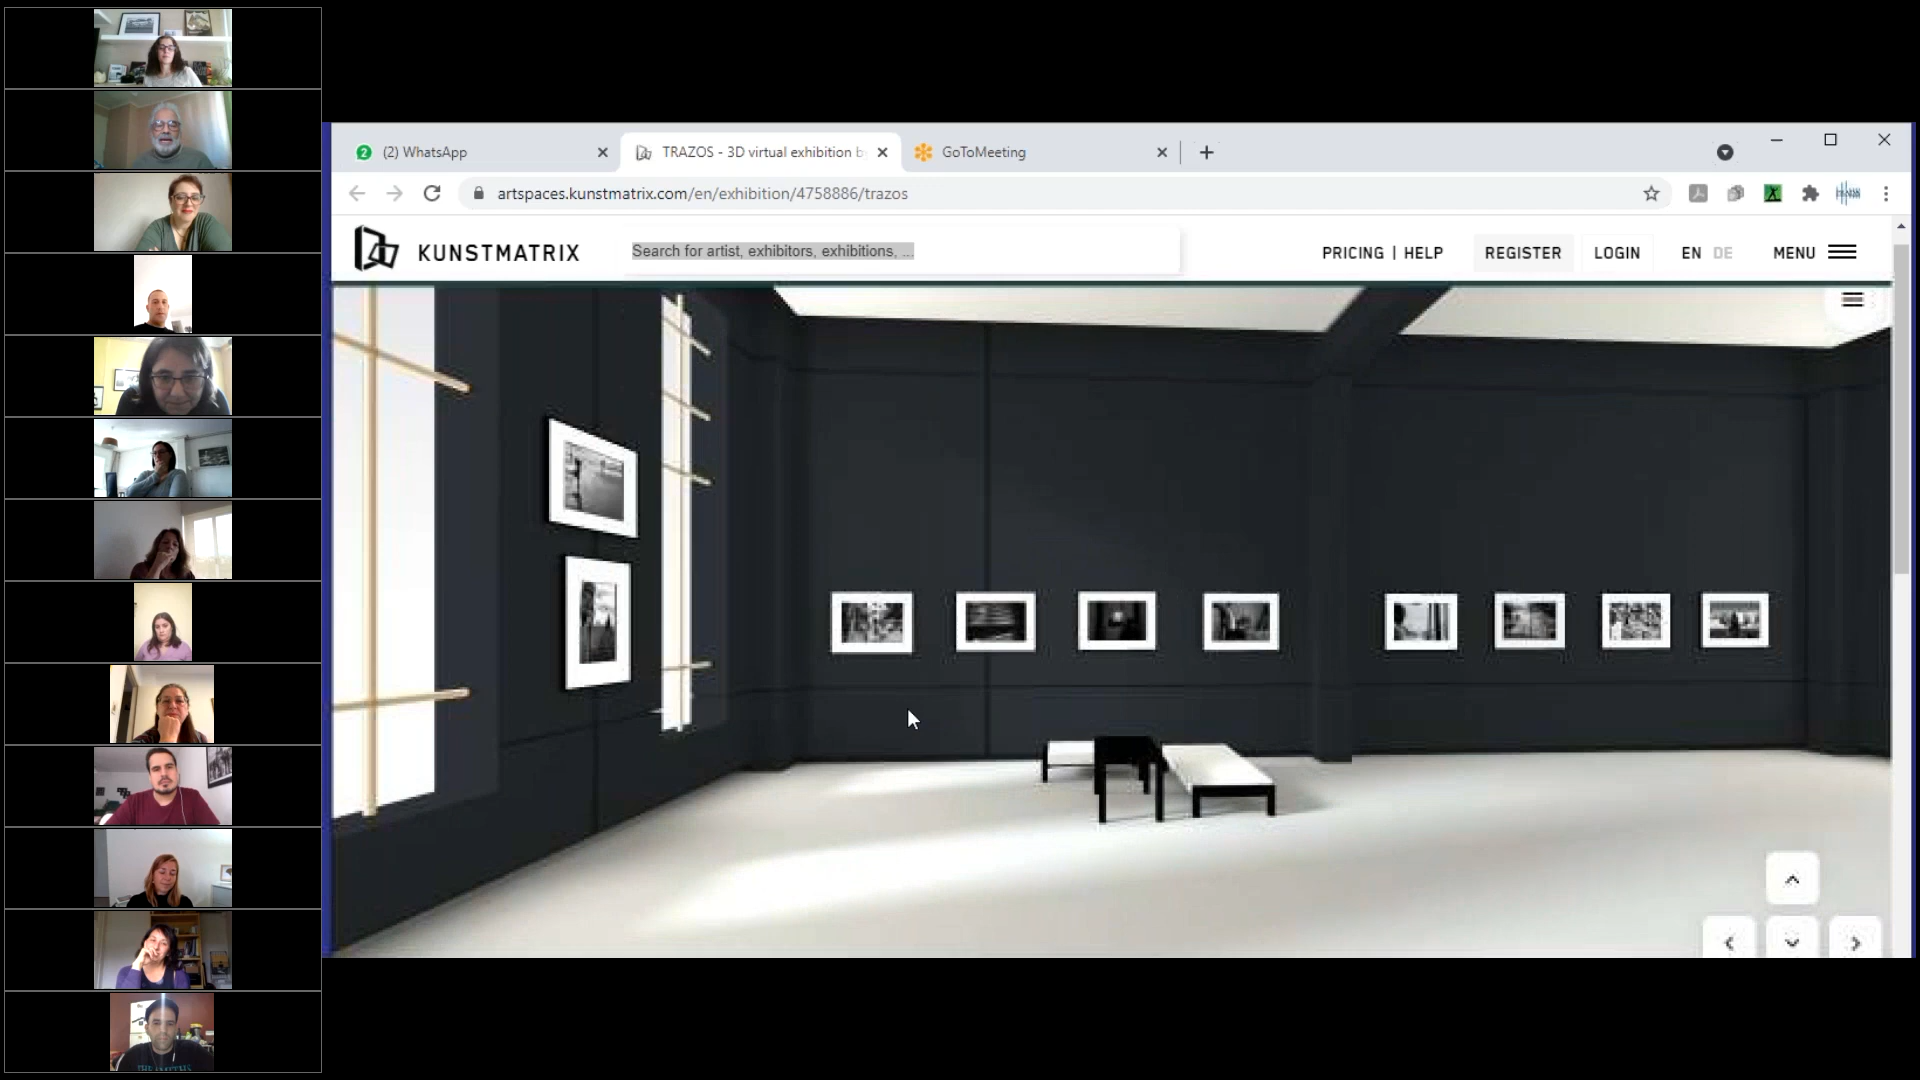 (2) WhatsApp
TRAZOS - 3D virtual exhibition b
GoToMeeting
artspaces.kunstmatrix.com/en/exhibition/4758886/trazos
KUNSTMATRIX
Search for artist, exhibitors, exhibitions, ...
PRICING | HELP
REGISTER
LOGIN
EN DE
MENU